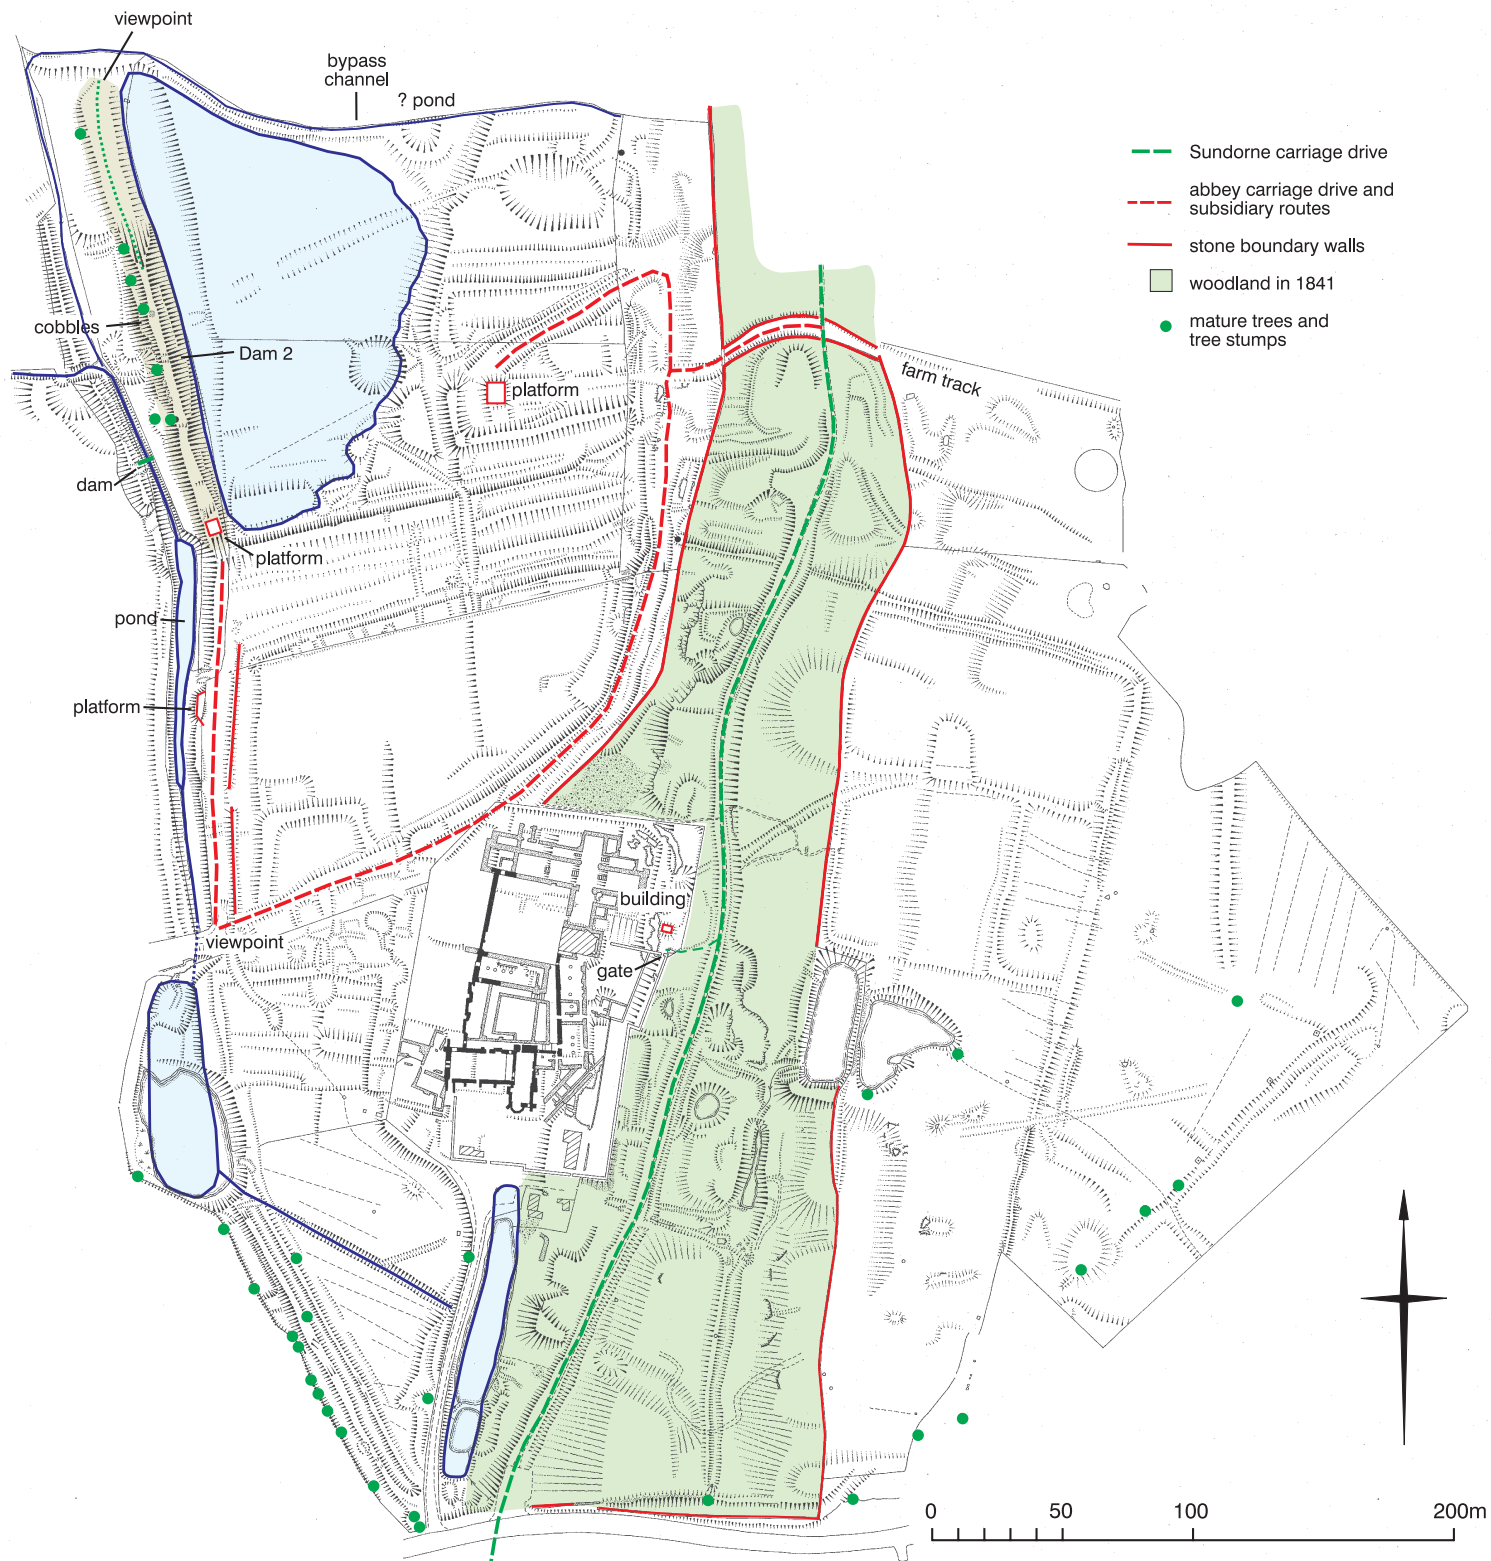 viewpoint
bypass
channel
? pond
Sundorne carriage drive
abbey carriage drive and
subsidiary routes
stone boundary walls
woodland in 1841
mature trees and
tree stumps
cobbles
Dam 2
platform
farm track
dam
platform
pond
platform
building
viewpoint
gate
0
50
100
200m